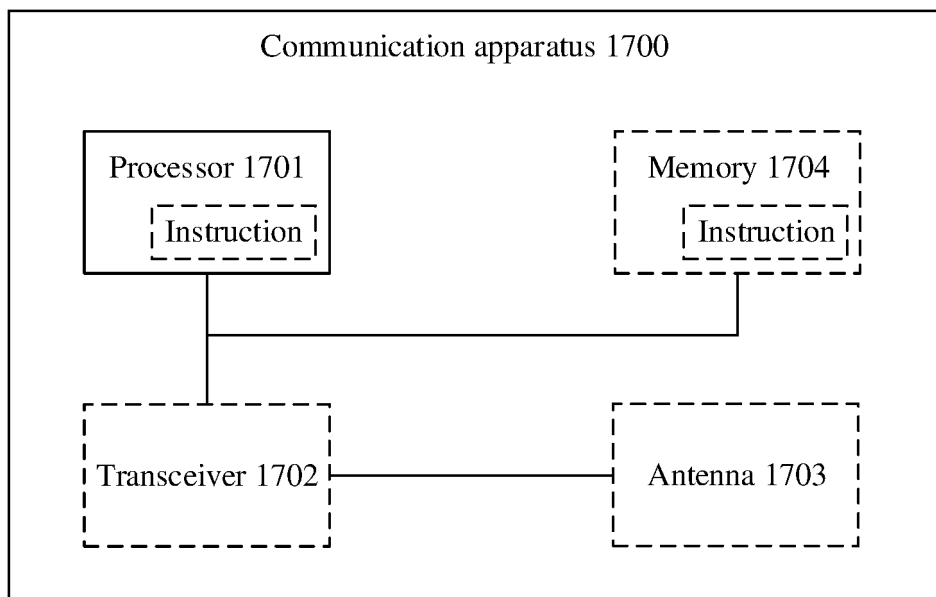 Communication apparatus 1700
Processor 1701
Instruction
Memory 1704
Instruction
Transceiver 1702
Antenna 1703